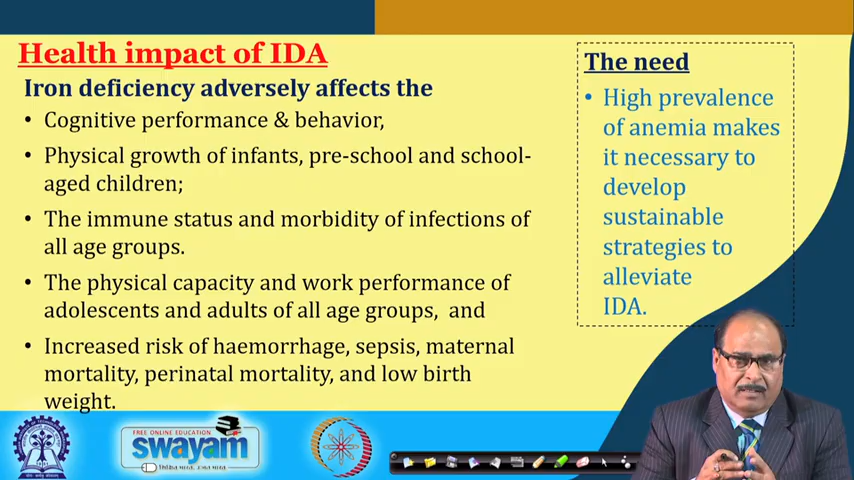 Health impact of IDA
Iron deficiency adversely affects the
• Cognitive performance & behavior,
• Physical growth of infants, pre-school and school-
aged children;
• The immune status and morbidity of infections of
all age groups.
• The physical capacity and work performance of
adolescents and adults of all age groups, and
• Increased risk of haemorrhage, sepsis, maternal
mortality, perinatal mortality, and low birth
weight.
The need
• High prevalence
of anemia makes
it necessary to
develop
sustainable
strategies to
alleviate
IDA.
FREE ONLINE EDUCATION
swayam